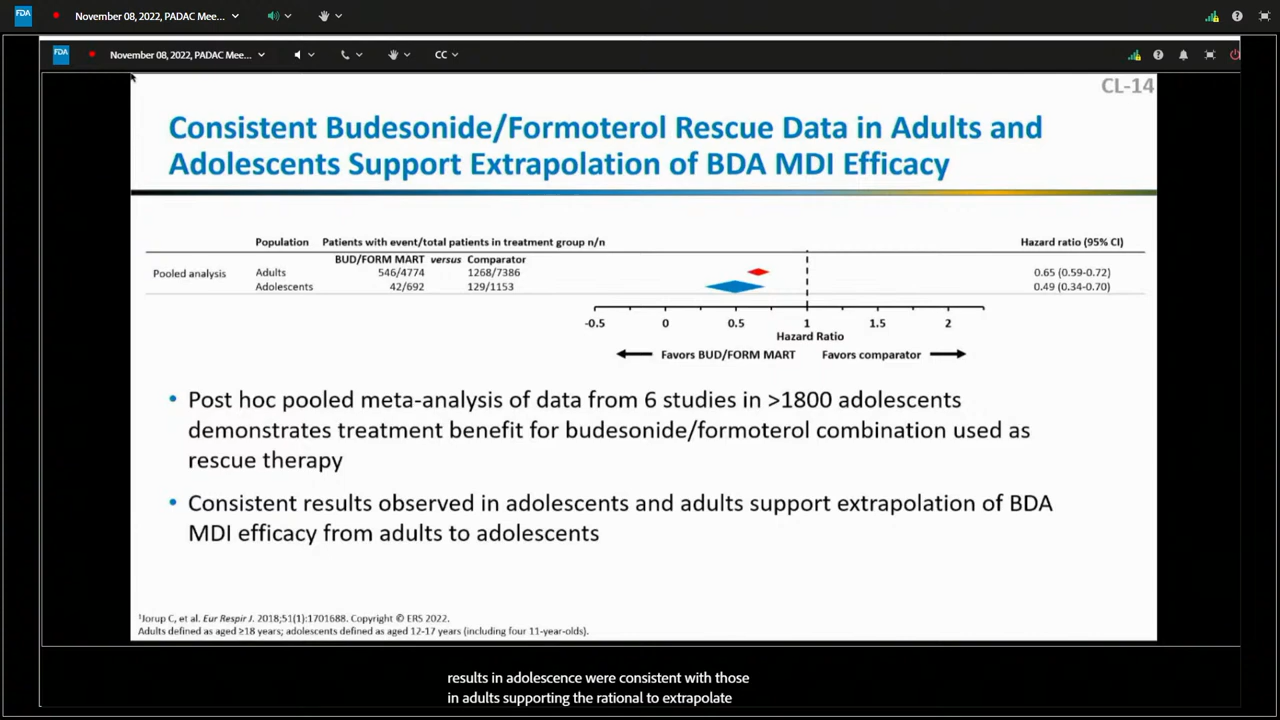 FDA
November 08, 2022, PADAC Mee...
FDA
November 08, 2022, PADAC Mee...
CC
CL-14
Consistent Budesonide/Formoterol Rescue Data in Adults and
Adolescents Support Extrapolation of BDA MDI Efficacy
Population Patients with event/total patients in treatment group n/n Hazard ratio (95% CI)
BUD/FORM MART versus Comparator
Pooled analysis Adults 546/4774 1268/7386 0.65 (0.59-0.72)
Adolescents 42/692 129/1153 0.49 (0.34-0.70)
-0.5 0 0.5 1 1.5 2
Hazard Ratio
Favors BUD/FORM MART Favors comparator
• Post hoc pooled meta-analysis of data from 6 studies in >1800 adolescents
demonstrates treatment benefit for budesonide/formoterol combination used as
rescue therapy
• Consistent results observed in adolescents and adults support extrapolation of BDA
MDI efficacy from adults to adolescents
¹Jorup C, et al. Eur Respir J. 2018;51(1):1701688. Copyright © ERS 2022.
Adults defined as aged ≥18 years; adolescents defined as aged 12-17 years (including four 11-year-olds).
results in adolescence were consistent with those
in adults supporting the rational to extrapolate